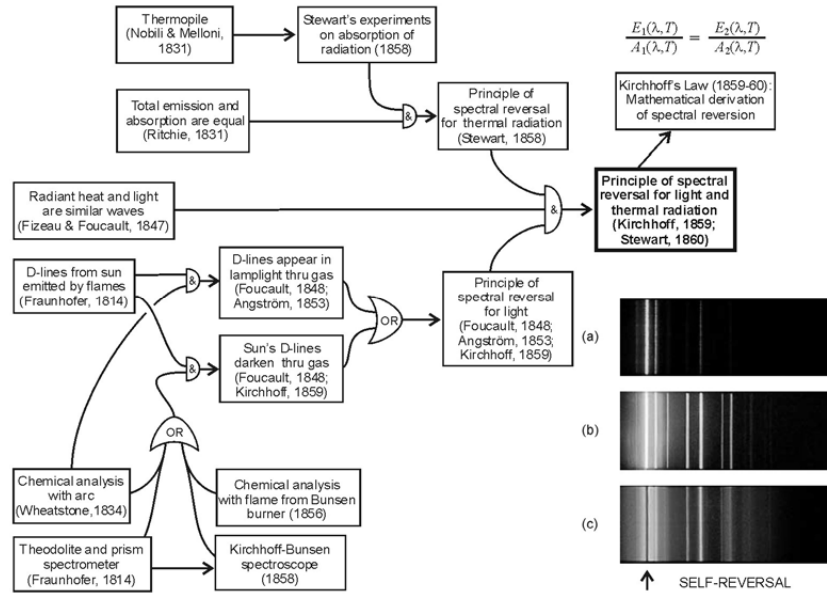 Thermopile
(Nobili & Melloni,
1831)
Stewart's experiments
on absorption of
radiation (1858)
E₁(λ,T) / A₁(λ,T) = E₂(λ,T) / A₂(λ,T)
Kirchhoff's Law (1859-60):
Mathematical derivation
of spectral reversion
Total emission and
absorption are equal
(Ritchie, 1831)
&
Principle of
spectral reversal
for thermal radiation
(Stewart, 1858)
Radiant heat and light
are similar waves
(Fizeau & Foucault, 1847)
&
Principle of spectral
reversal for light and
thermal radiation
(Kirchhoff, 1859;
Stewart, 1860)
D-lines from sun
emitted by flames
(Fraunhofer, 1814)
&
D-lines appear in
lamplight thru gas
(Foucault, 1848;
Angström, 1853)
OR
Principle of
spectral reversal
for light
(Foucault, 1848;
Angström, 1853;
Kirchhoff, 1859)
&
Sun's D-lines
darken thru gas
(Foucault, 1848;
Kirchhoff, 1859)
OR
Chemical analysis
with arc
(Wheatstone, 1834)
Chemical analysis
with flame from Bunsen
burner (1856)
Theodolite and prism
spectrometer
(Fraunhofer, 1814)
Kirchhoff-Bunsen
spectroscope
(1858)
(a)
(b)
(c)
SELF-REVERSAL